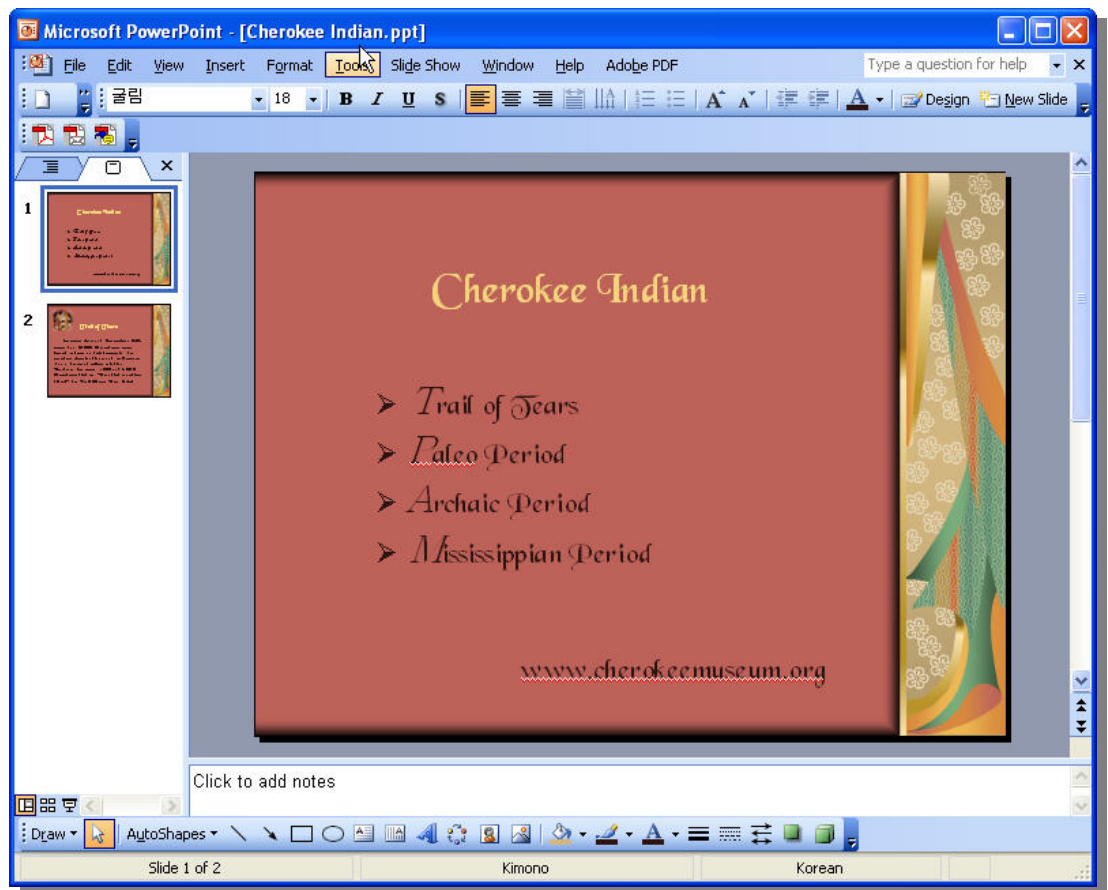 Microsoft PowerPoint - [Cherokee Indian.ppt]
File Edit View Insert Format Tools Slide Show Window Help Adobe PDF Type a question for help
굴림 18 B I U S A A A Design New Slide
1
2
Cherokee Indian
Trail of Tears
Paleo Period
Archaic Period
Mississippian Period
www.cherokeemuseum.org
Click to add notes
Draw AutoShapes A
Slide 1 of 2 Kimono Korean